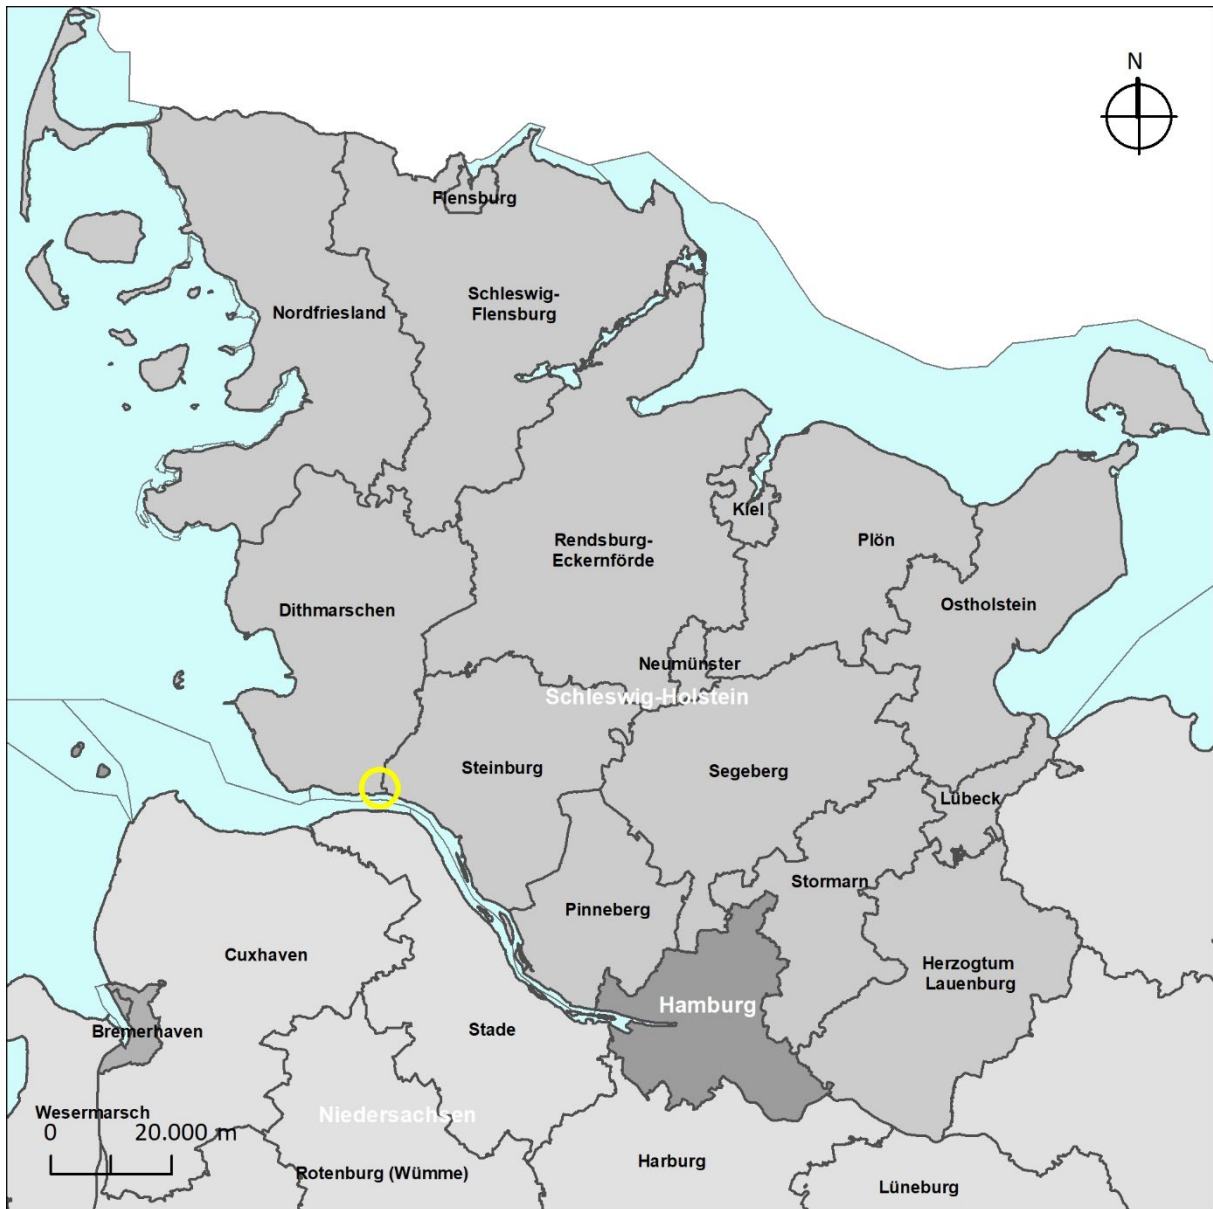 N
Flensburg
Nordfriesland
Schleswig-
Flensburg
Kiel
Rendsburg-
Eckernförde
Plön
Dithmarschen
Ostholstein
Neumünster
Schleswig-Holstein
Steinburg
Segeberg
Lübeck
Stormarn
Pinneberg
Cuxhaven
Herzogtum
Lauenburg
Hamburg
Bremerhaven
Stade
Wesermarsch
Niedersachsen
0 20.000 m
Harburg
Rotenburg (Wümme)
Lüneburg